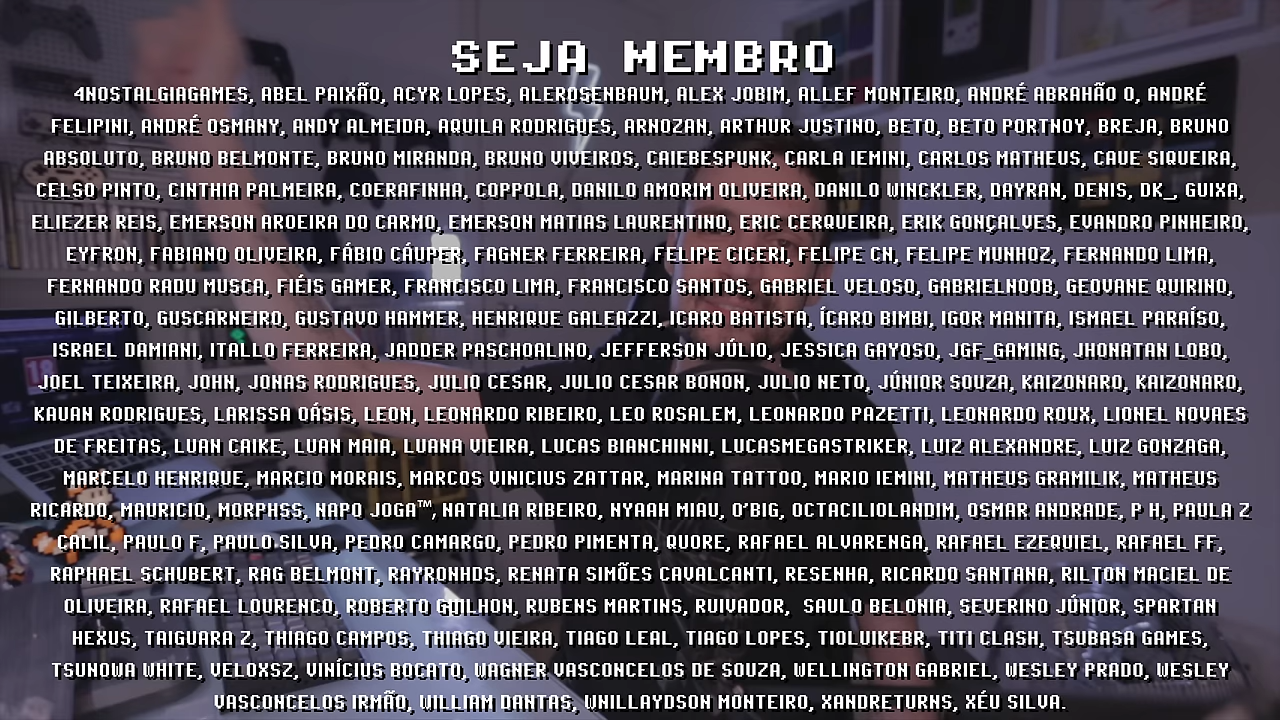 SEJA MEMBRO
4NOSTALGIAGAMES, ABEL PAIXÃO, ACYR LOPES, ALEROSENBAUM, ALEX JOBIM, ALLEF MONTEIRO, ANDRÉ ABRAHÃO O, ANDRÉ
FELIPINI, ANDRÉ OSMANY, ANDY ALMEIDA, AQUILA RODRIGUES, ARNOZAN, ARTHUR JUSTINO, BETO, BETO PORTNOY, BREJA, BRUNO
ABSOLUTO, BRUNO BELMONTE, BRUNO MIRANDA, BRUNO VIVEIROS, CAIEBESPUNK, CARLA IEMINI, CARLOS MATHEUS, CAUE SIQUEIRA,
CELSO PINTO, CINTHIA PALMEIRA, COERAFINHA, COPPOLA, DANILO AMORIM OLIVEIRA, DANILO WINCKLER, DAYRAN, DENIS, DK_, GUIXA,
ELIEZER REIS, EMERSON AROEIRA DO CARMO, EMERSON MATIAS LAURENTINO, ERIC CERQUEIRA, ERIK GONÇALVES, EVANDRO PINHEIRO,
EYFRON, FABIANO OLIVEIRA, FÁBIO CÁUPER, FAGNER FERREIRA, FELIPE CICERI, FELIPE CN, FELIPE MUNHOZ, FERNANDO LIMA,
FERNANDO RADU MUSCA, FIÉIS GAMER, FRANCISCO LIMA, FRANCISCO SANTOS, GABRIEL VELOSO, GABRIELNOOB, GEOVANE QUIRINO,
GILBERTO, GUSCARNEIRO, GUSTAVO HAMMER, HENRIQUE GALEAZZI, ICARO BATISTA, ÍCARO BIMBI, IGOR MANITA, ISMAEL PARAÍSO,
ISRAEL DAMIANI, ITALLO FERREIRA, JADDER PASCHOALINO, JEFFERSON JÚLIO, JESSICA GAYOSO, JGF_GAMING, JHONATAN LOBO,
JOEL TEIXEIRA, JOHN, JONAS RODRIGUES, JULIO CESAR, JULIO CESAR BONON, JULIO NETO, JÚNIOR SOUZA, KAIZONARO, KAIZONARO,
KAUAN RODRIGUES, LARISSA OÁSIS, LEON, LEONARDO RIBEIRO, LEO ROSALEM, LEONARDO PAZETTI, LEONARDO ROUX, LIONEL NOVAES
DE FREITAS, LUAN CAIKE, LUAN MAIA, LUANA VIEIRA, LUCAS BIANCHINNI, LUCASMEGASTRIKER, LUIZ ALEXANDRE, LUIZ GONZAGA,
MARCELO HENRIQUE, MARCIO MORAIS, MARCOS VINICIUS ZATTAR, MARINA TATTOO, MARIO IEMINI, MATHEUS GRAMILIK, MATHEUS
RICARDO, MAURICIO, MORPHSS, NAPO JOGA™, NATALIA RIBEIRO, NYAAH MIAU, O'BIG, OCTACILIOLANDIM, OSMAR ANDRADE, P H, PAULA Z
CALIL, PAULO F, PAULO SILVA, PEDRO CAMARGO, PEDRO PIMENTA, QUORE, RAFAEL ALVARENGA, RAFAEL EZEQUIEL, RAFAEL FF,
RAPHAEL SCHUBERT, RAG BELMONT, RAYRONHDS, RENATA SIMÕES CAVALCANTI, RESENHA, RICARDO SANTANA, RILTON MACIEL DE
OLIVEIRA, RAFAEL LOURENCO, ROBERTO GUILHON, RUBENS MARTINS, RUIVADOR, SAULO BELONIA, SEVERINO JÚNIOR, SPARTAN
HEXUS, TAIGUARA Z, THIAGO CAMPOS, THIAGO VIEIRA, TIAGO LEAL, TIAGO LOPES, TIOLUIKEBR, TITI CLASH, TSUBASA GAMES,
TSUNOWA WHITE, VELOXSZ, VINÍCIUS BOCATO, WAGNER VASCONCELOS DE SOUZA, WELLINGTON GABRIEL, WESLEY PRADO, WESLEY
VASCONCELOS IRMÃO, WILLIAM DANTAS, WNILLAYDSON MONTEIRO, XANDRETURNS, XÉU SILVA.
18